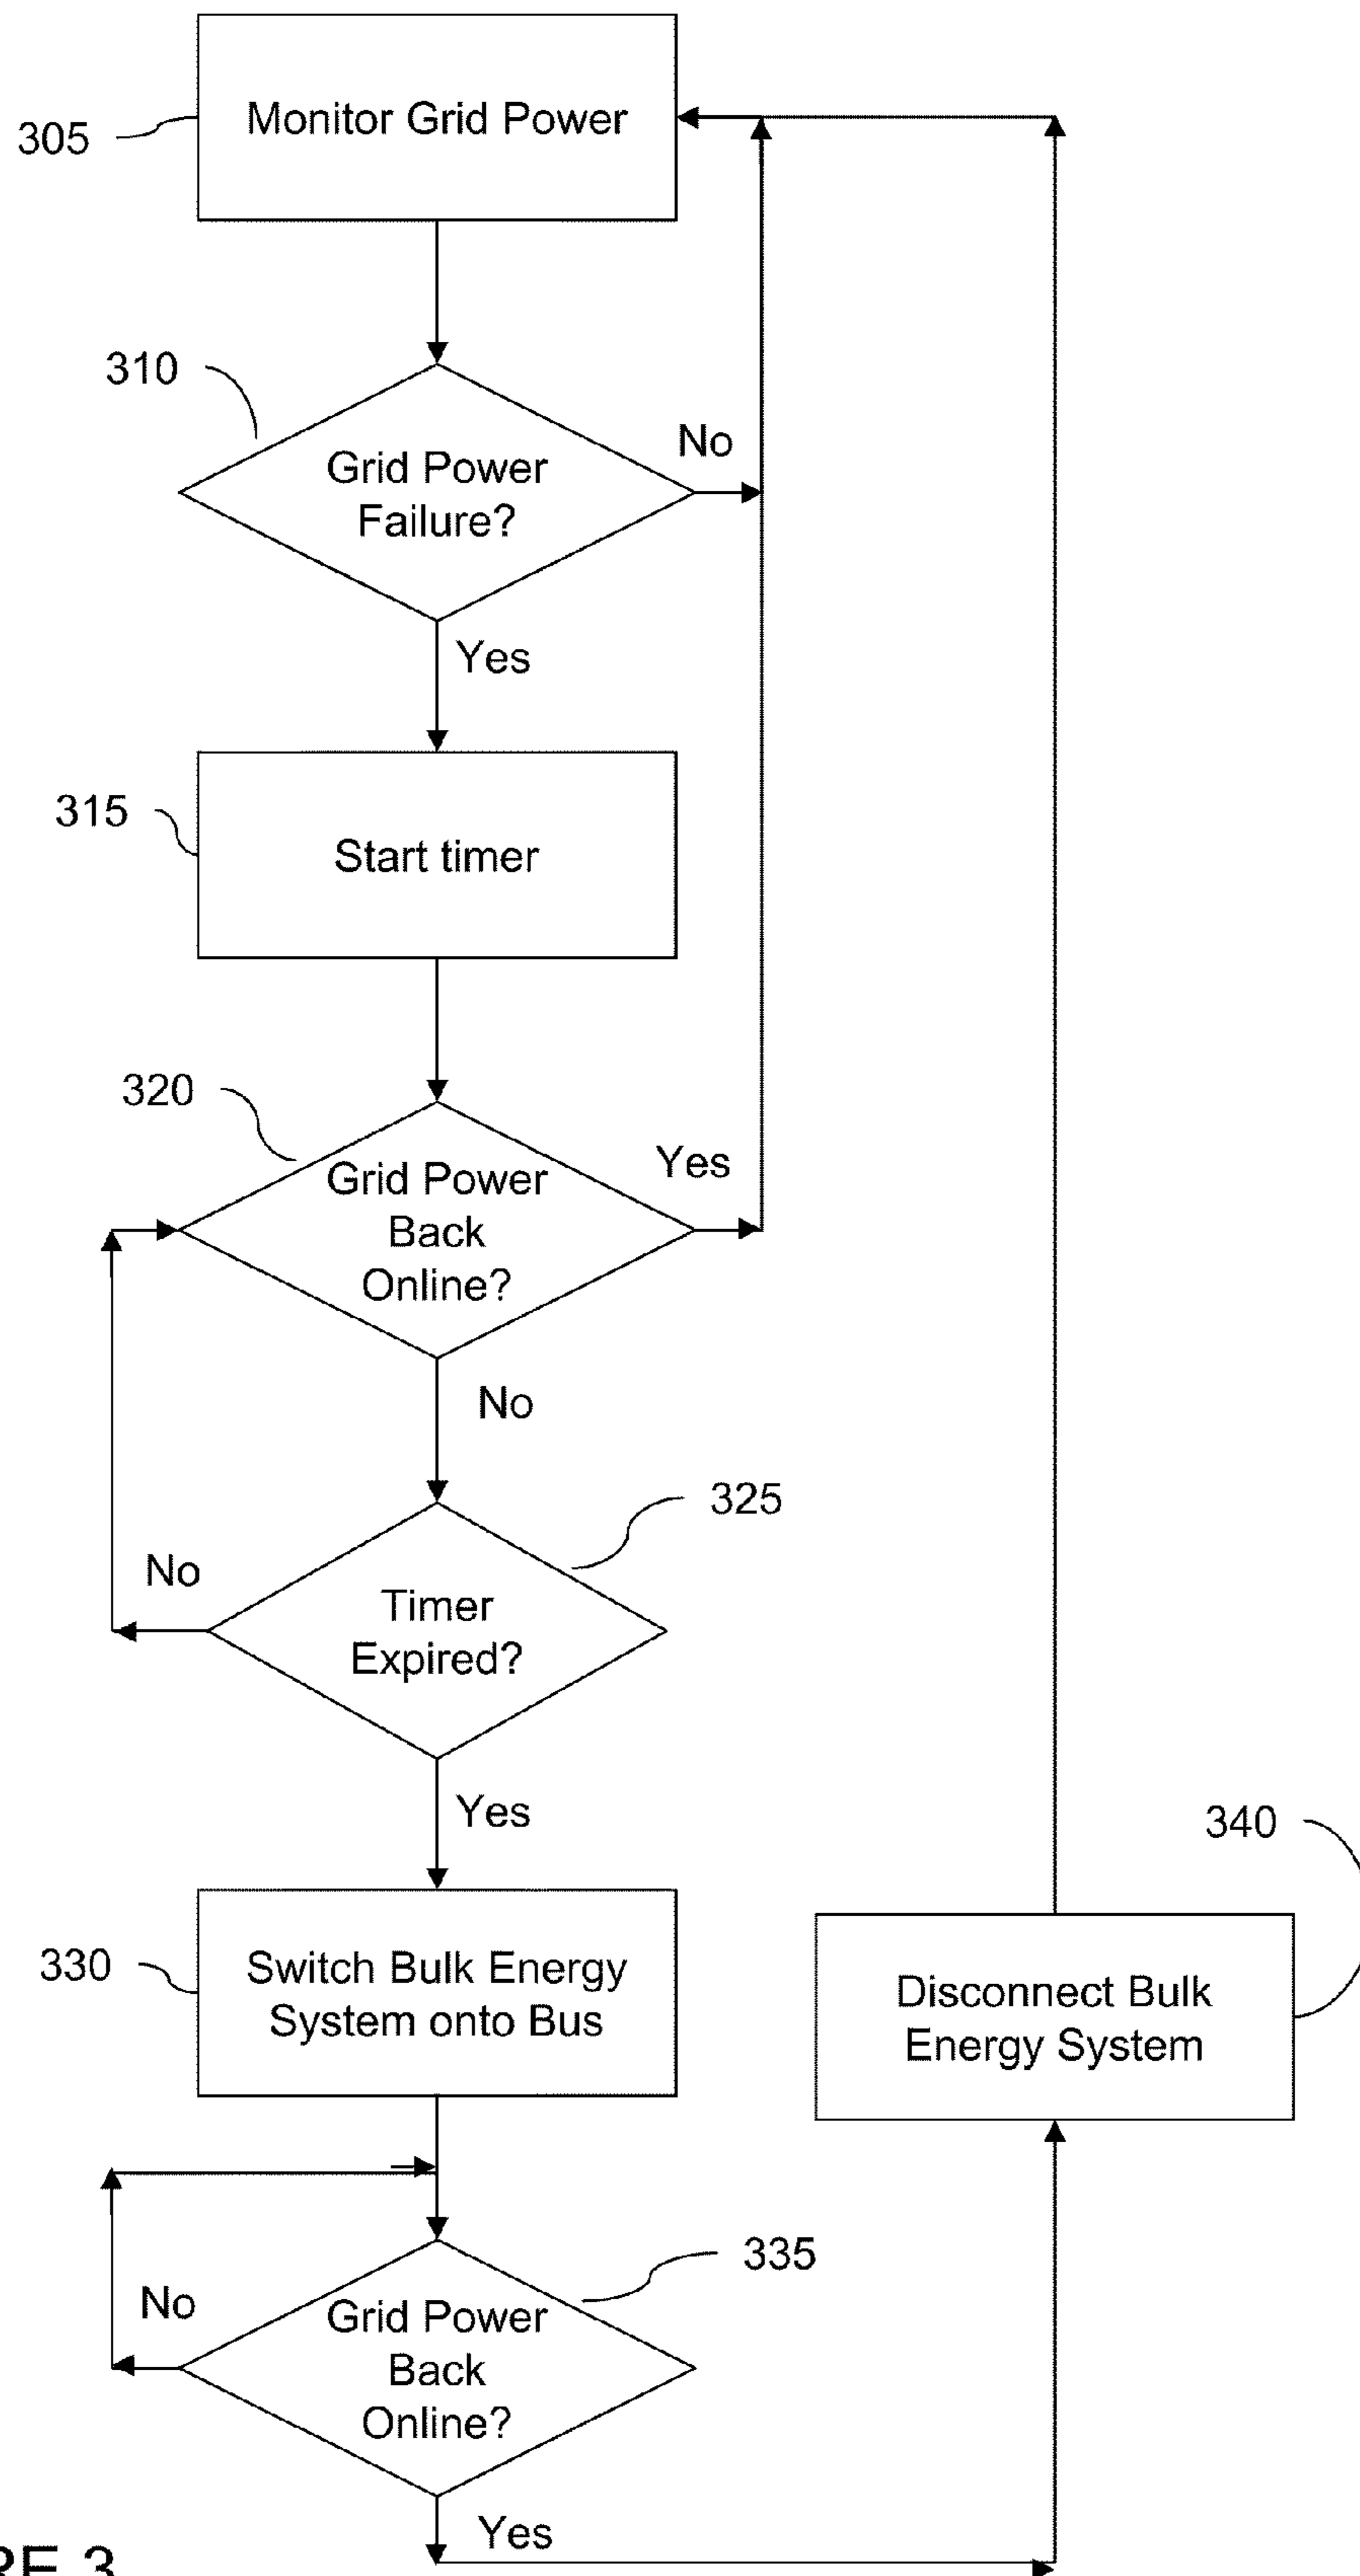 305
Monitor Grid Power
310
Grid Power
Failure?
No
Yes
315
Start timer
320
Grid Power
Back
Online?
Yes
No
325
Timer
Expired?
No
Yes
330
Switch Bulk Energy
System onto Bus
340
Disconnect Bulk
Energy System
335
Grid Power
Back
Online?
No
Yes
RE 3